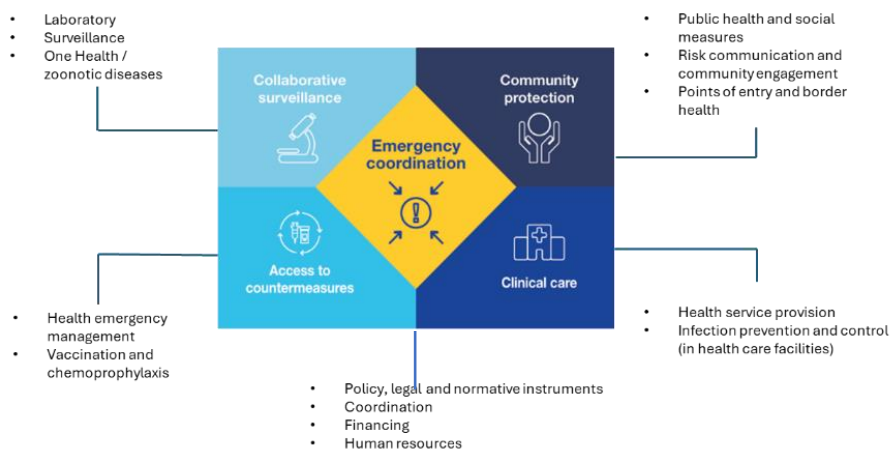 • Laboratory
• Surveillance
• One Health /
zoonotic diseases
• Public health and social
measures
• Risk communication and
community engagement
• Points of entry and border
health
Collaborative
surveillance
Community
protection
Emergency
coordination
Access to
countermeasures
Clinical care
• Health emergency
management
• Vaccination and
chemoprophylaxis
• Health service provision
• Infection prevention and control
(in health care facilities)
• Policy, legal and normative instruments
• Coordination
• Financing
• Human resources